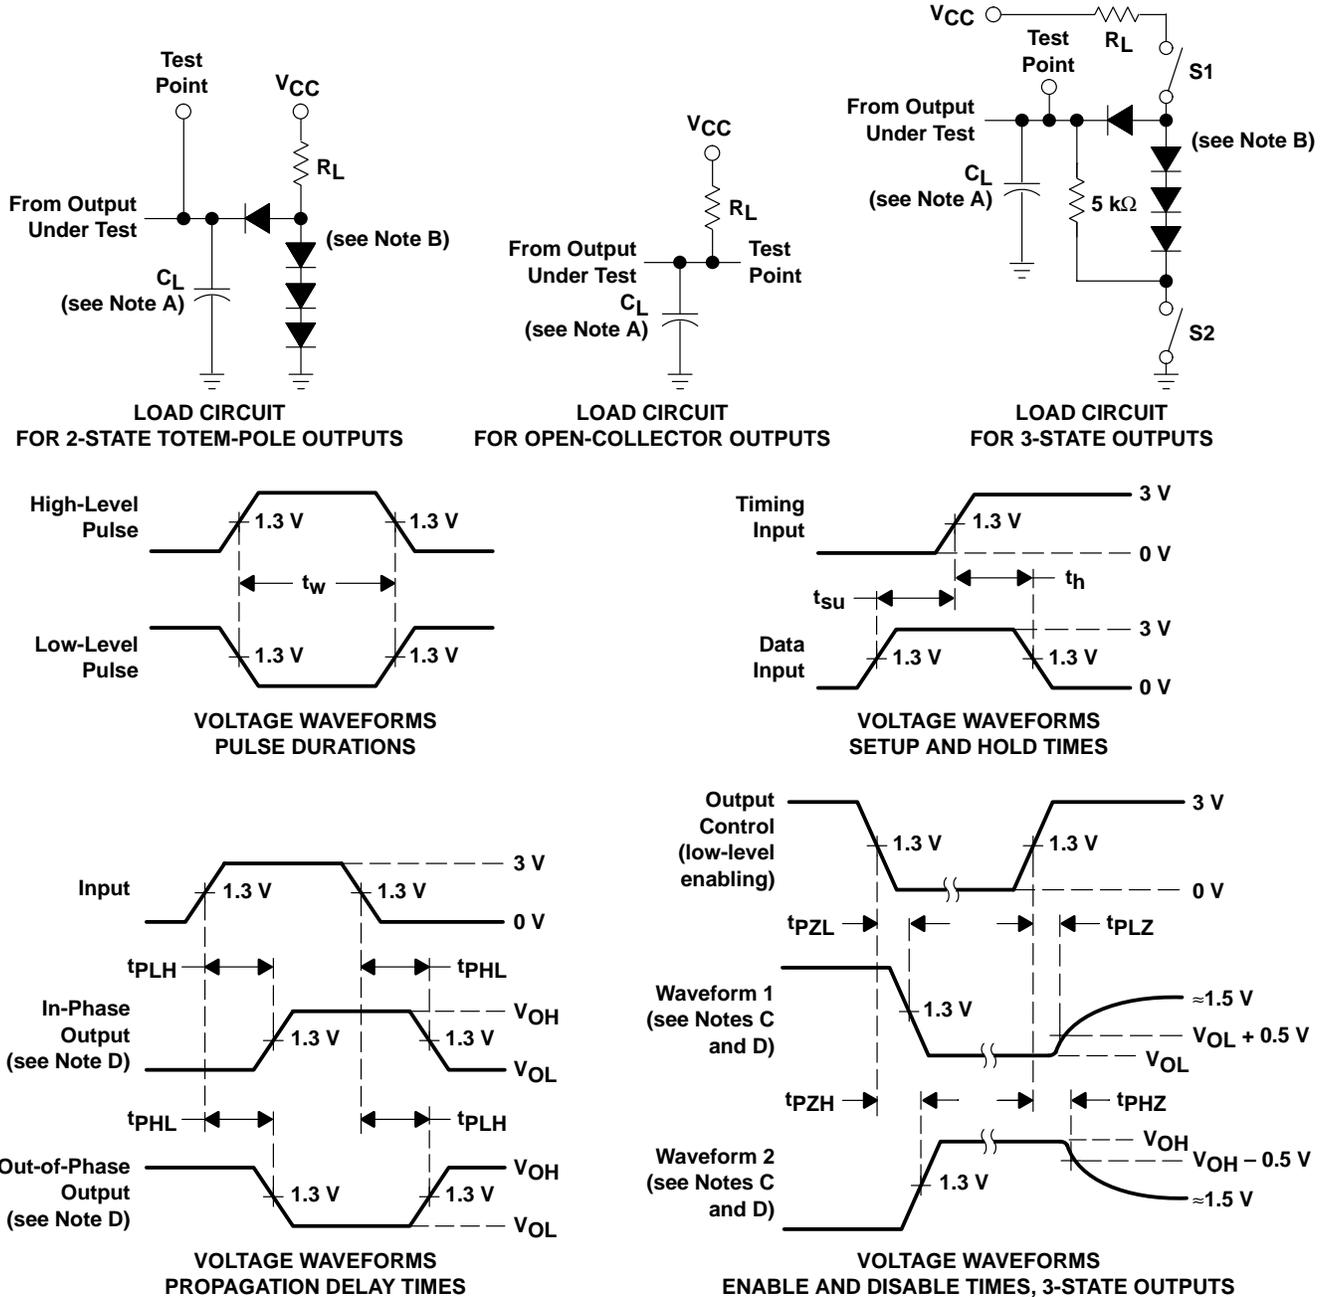 Test
Point
VCC
RL
From Output
Under Test
(see Note B)
CL
(see Note A)
LOAD CIRCUIT
FOR 2-STATE TOTEM-POLE OUTPUTS
VCC
RL
From Output
Under Test
Test
Point
CL
(see Note A)
LOAD CIRCUIT
FOR OPEN-COLLECTOR OUTPUTS
VCC
RL
S1
Test
Point
From Output
Under Test
(see Note B)
CL
(see Note A)
5 kΩ
S2
LOAD CIRCUIT
FOR 3-STATE OUTPUTS
High-Level
Pulse
1.3 V
1.3 V
tw
Low-Level
Pulse
1.3 V
1.3 V
VOLTAGE WAVEFORMS
PULSE DURATIONS
Timing
Input
3 V
1.3 V
0 V
th
tsu
Data
Input
3 V
1.3 V
1.3 V
0 V
VOLTAGE WAVEFORMS
SETUP AND HOLD TIMES
Input
3 V
1.3 V
1.3 V
0 V
tPLH
tPHL
In-Phase
Output
(see Note D)
VOH
1.3 V
1.3 V
VOL
tPHL
tPLH
Out-of-Phase
Output
(see Note D)
VOH
1.3 V
1.3 V
VOL
VOLTAGE WAVEFORMS
PROPAGATION DELAY TIMES
Output
Control
(low-level
enabling)
3 V
1.3 V
1.3 V
0 V
tPZL
tPLZ
Waveform 1
(see Notes C
and D)
1.3 V
≈1.5 V
VOL + 0.5 V
VOL
tPZH
tPHZ
Waveform 2
(see Notes C
and D)
1.3 V
VOH
VOH – 0.5 V
≈1.5 V
VOLTAGE WAVEFORMS
ENABLE AND DISABLE TIMES, 3-STATE OUTPUTS